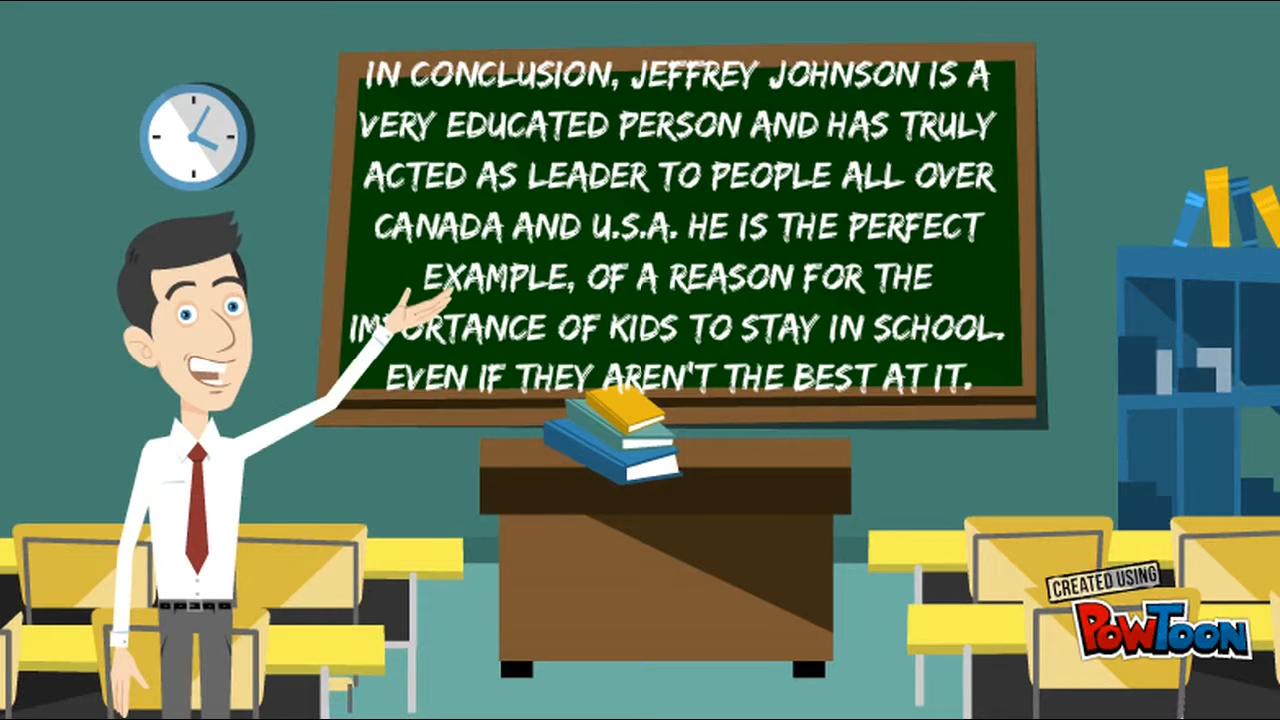 IN CONCLUSION, JEFFREY JOHNSON IS A
VERY EDUCATED PERSON AND HAS TRULY
ACTED AS LEADER TO PEOPLE ALL OVER
CANADA AND U.S.A. HE IS THE PERFECT
EXAMPLE, OF A REASON FOR THE
IMPORTANCE OF KIDS TO STAY IN SCHOOL.
EVEN IF THEY AREN'T THE BEST AT IT.
CREATED USING
POWTOON